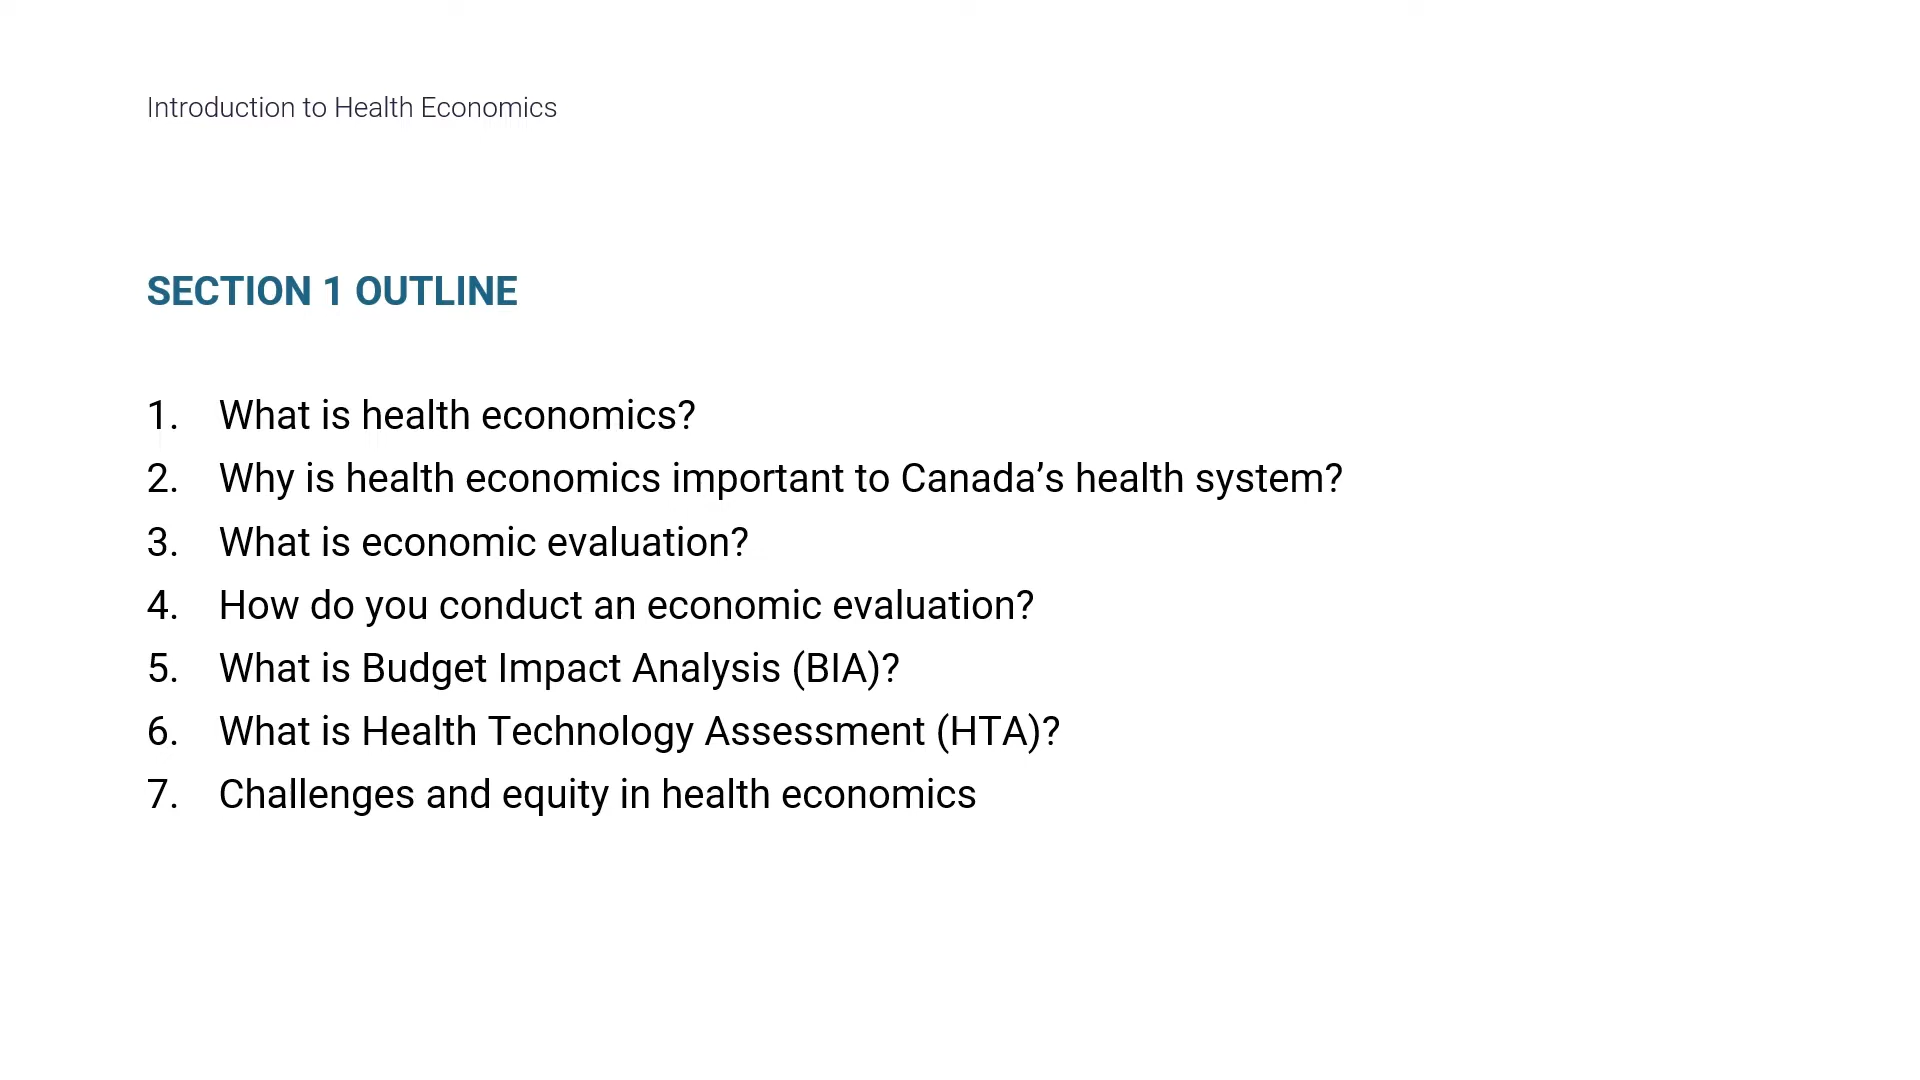 Introduction to Health Economics
SECTION 1 OUTLINE
1. What is health economics?
2. Why is health economics important to Canada’s health system?
3. What is economic evaluation?
4. How do you conduct an economic evaluation?
5. What is Budget Impact Analysis (BIA)?
6. What is Health Technology Assessment (HTA)?
7. Challenges and equity in health economics